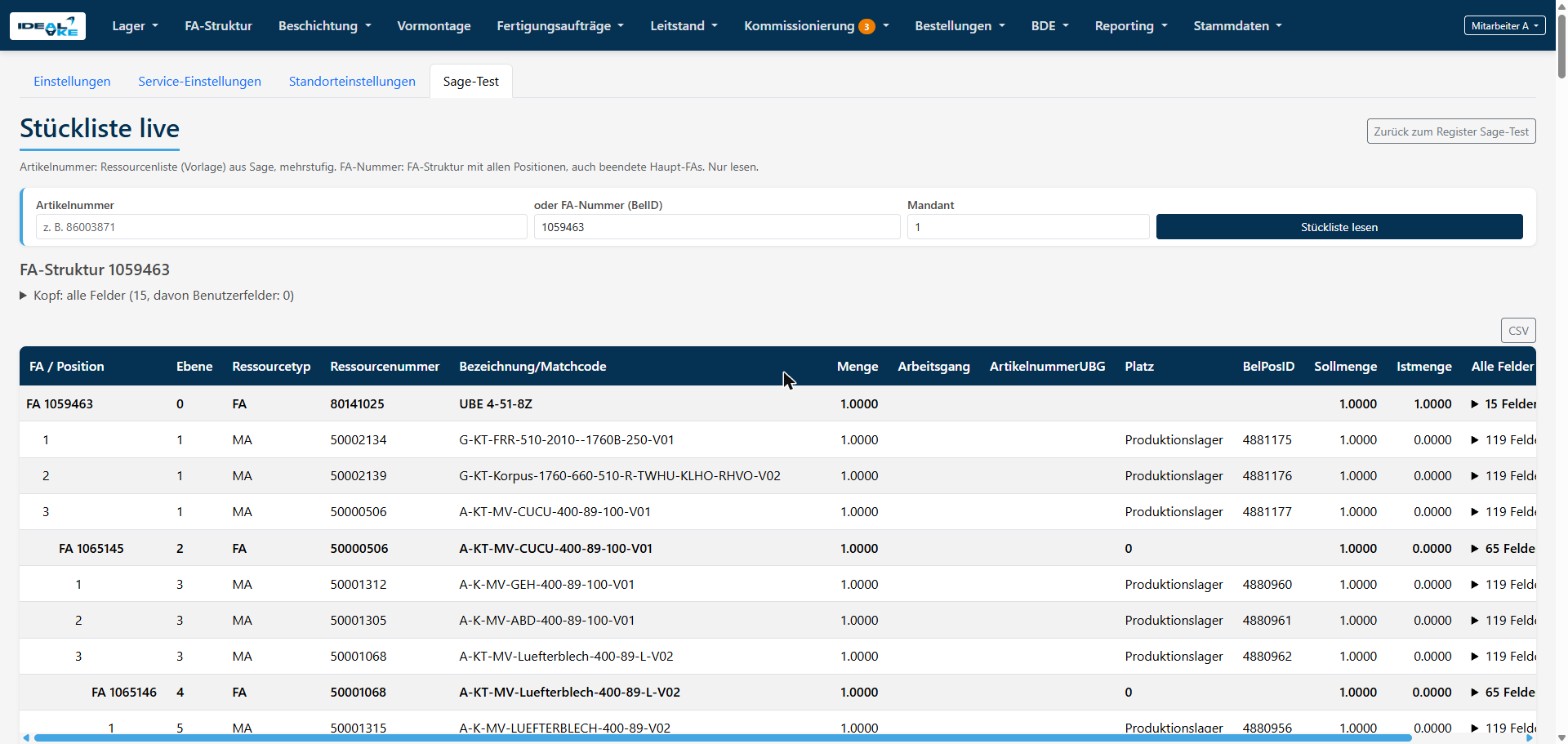 IDEAL AKE Lager FA-Struktur Beschichtung Vormontage Fertigungsaufträge Leitstand Kommissionierung 3 Bestellungen BDE Reporting Stammdaten Mitarbeiter A
Einstellungen Service-Einstellungen Standorteinstellungen Sage-Test
Stückliste live
Zurück zum Register Sage-Test
Artikelnummer: Ressourcenliste (Vorlage) aus Sage, mehrstufig. FA-Nummer: FA-Struktur mit allen Positionen, auch beendete Haupt-FAs. Nur lesen.
Artikelnummer oder FA-Nummer (BelID) Mandant
z. B. 86003871 1059463 1 Stückliste lesen
FA-Struktur 1059463
Kopf: alle Felder (15, davon Benutzerfelder: 0)
CSV
FA / Position Ebene Ressourcetyp Ressourcenummer Bezeichnung/Matchcode Menge Arbeitsgang ArtikelnummerUBG Platz BelPosID Sollmenge Istmenge Alle Felder
FA 1059463 0 FA 80141025 UBE 4-51-8Z 1.0000 1.0000 1.0000 15 Felder
1 1 MA 50002134 G-KT-FRR-510-2010--1760B-250-V01 1.0000 Produktionslager 4881175 1.0000 0.0000 119 Feld
2 1 MA 50002139 G-KT-Korpus-1760-660-510-R-TWHU-KLHO-RHVO-V02 1.0000 Produktionslager 4881176 1.0000 0.0000 119 Feld
3 1 MA 50000506 A-KT-MV-CUCU-400-89-100-V01 1.0000 Produktionslager 4881177 1.0000 0.0000 119 Feld
FA 1065145 2 FA 50000506 A-KT-MV-CUCU-400-89-100-V01 1.0000 0 1.0000 0.0000 65 Felde
1 3 MA 50001312 A-K-MV-GEH-400-89-100-V01 1.0000 Produktionslager 4880960 1.0000 0.0000 119 Feld
2 3 MA 50001305 A-K-MV-ABD-400-89-100-V01 1.0000 Produktionslager 4880961 1.0000 0.0000 119 Feld
3 3 MA 50001068 A-KT-MV-Luefterblech-400-89-L-V02 1.0000 Produktionslager 4880962 1.0000 0.0000 119 Feld
FA 1065146 4 FA 50001068 A-KT-MV-Luefterblech-400-89-L-V02 1.0000 0 1.0000 0.0000 65 Felde
1 5 MA 50001315 A-K-MV-LUEFTERBLECH-400-89-V02 1.0000 Produktionslager 4880956 1.0000 0.0000 119 Feld